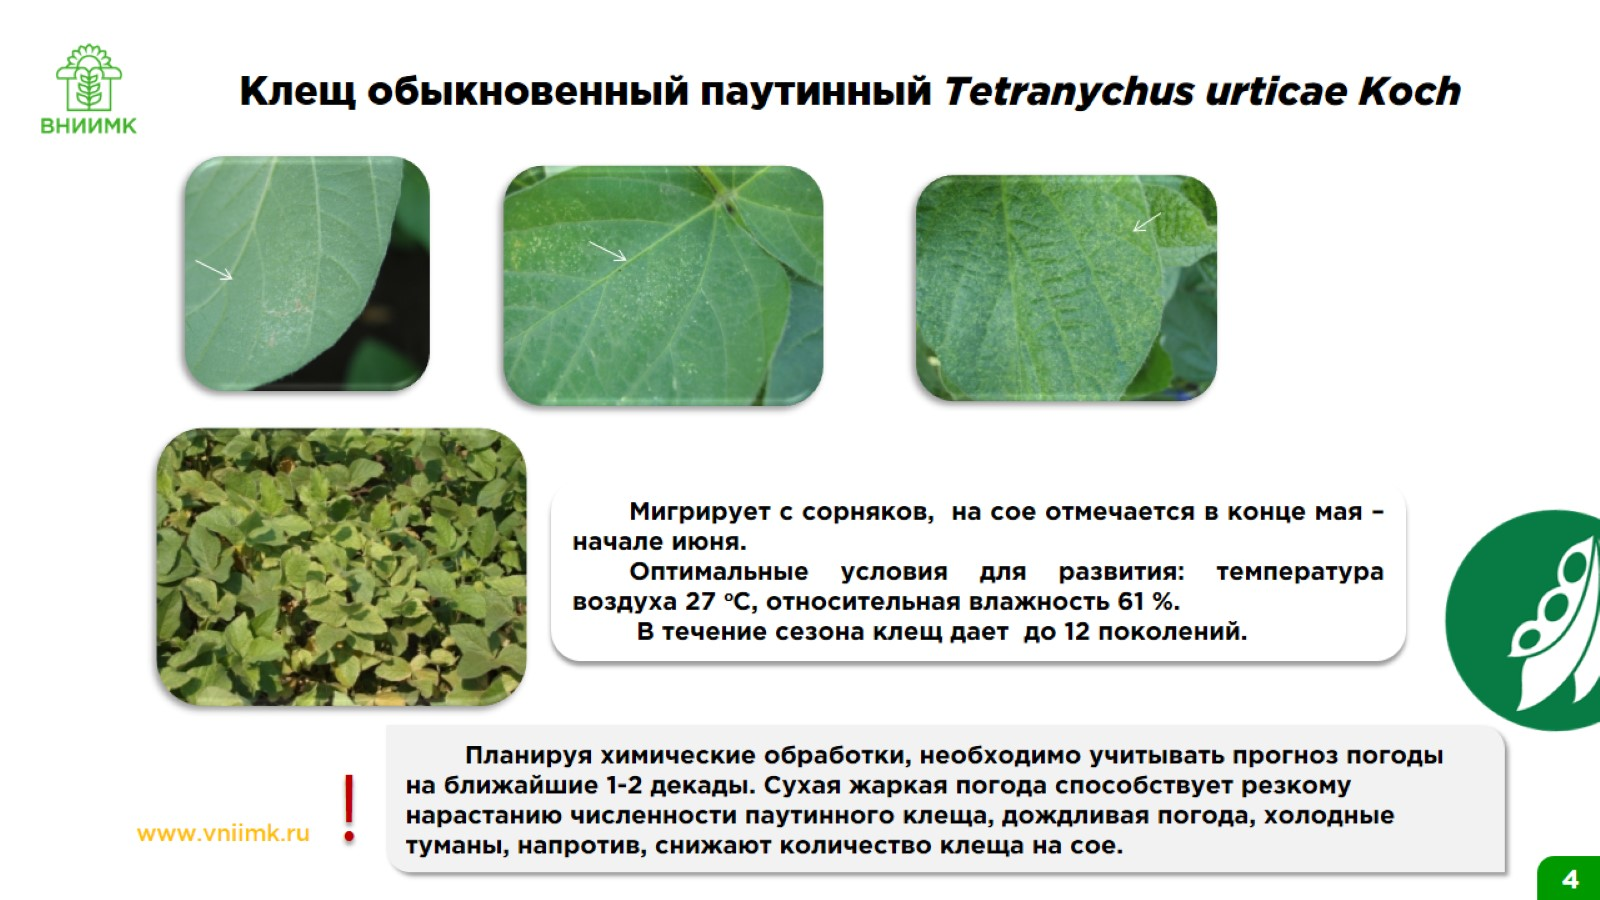 ВНИИМК
Клещ обыкновенный паутинный Tetranychus urticae Koch
Мигрирует с сорняков, на сое отмечается в конце мая –
начале июня.
Оптимальные условия для развития: температура
воздуха 27 °С, относительная влажность 61 %.
В течение сезона клещ дает до 12 поколений.
Планируя химические обработки, необходимо учитывать прогноз погоды
на ближайшие 1-2 декады. Сухая жаркая погода способствует резкому
нарастанию численности паутинного клеща, дождливая погода, холодные
туманы, напротив, снижают количество клеща на сое.
!
www.vniimk.ru
4